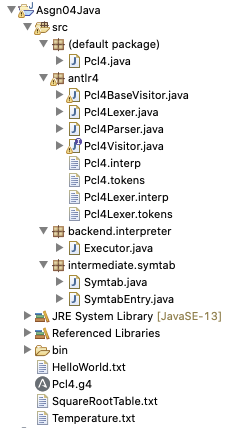 Asgn04Java
src
(default package)
Pcl4.java
antlr4
Pcl4BaseVisitor.java
Pcl4Lexer.java
Pcl4Parser.java
Pcl4Visitor.java
Pcl4.interp
Pcl4.tokens
Pcl4Lexer.interp
Pcl4Lexer.tokens
backend.interpreter
Executor.java
intermediate.symtab
Symtab.java
SymtabEntry.java
JRE System Library [JavaSE-13]
Referenced Libraries
bin
HelloWorld.txt
Pcl4.g4
SquareRootTable.txt
Temperature.txt